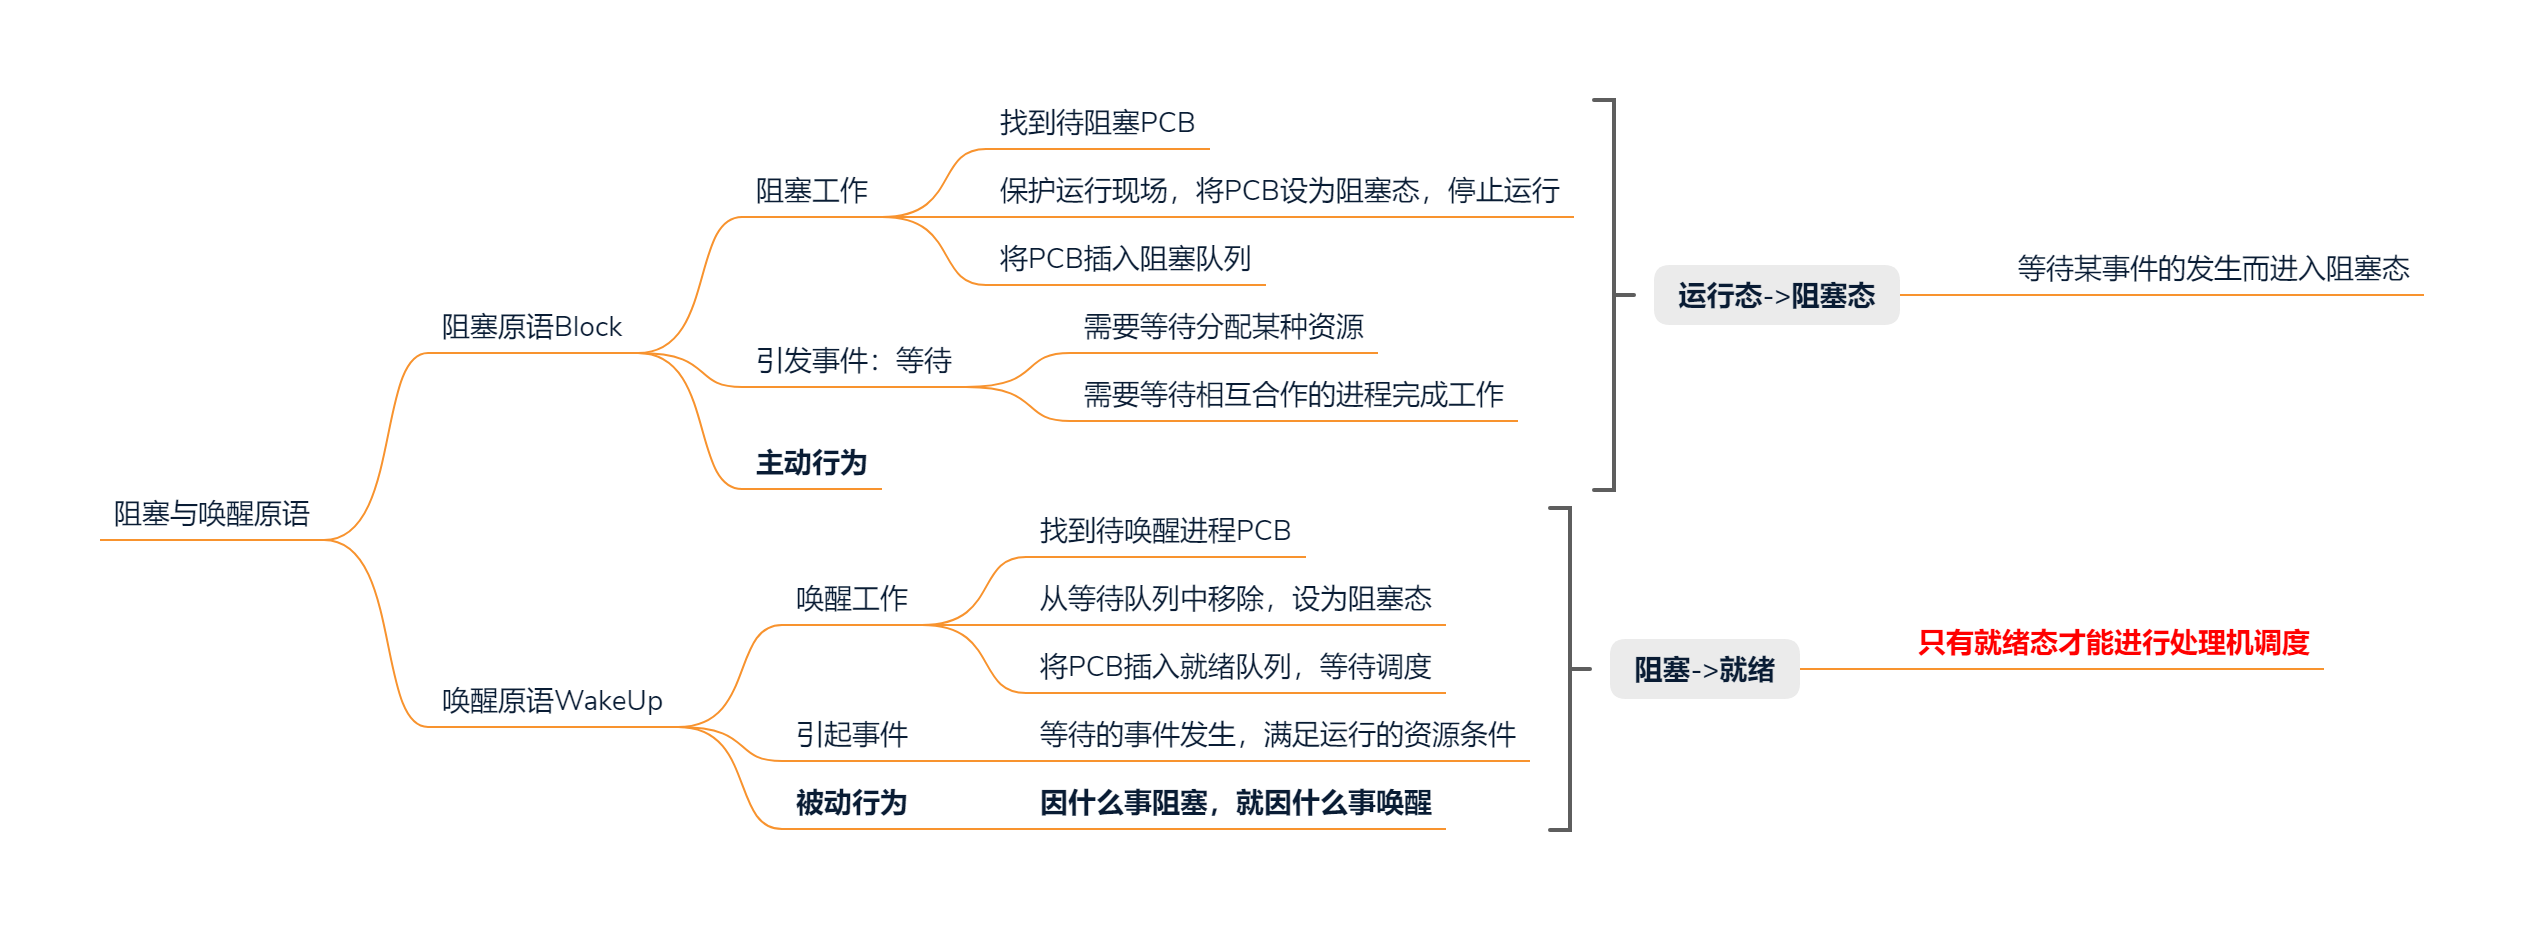 阻塞与唤醒原语
阻塞原语Block
阻塞工作
找到待阻塞PCB
保护运行现场，将PCB设为阻塞态，停止运行
将PCB插入阻塞队列
引发事件：等待
需要等待分配某种资源
需要等待相互合作的进程完成工作
主动行为
运行态->阻塞态
等待某事件的发生而进入阻塞态
唤醒原语WakeUp
唤醒工作
找到待唤醒进程PCB
从等待队列中移除，设为阻塞态
将PCB插入就绪队列，等待调度
引起事件
等待的事件发生，满足运行的资源条件
被动行为
因什么事阻塞，就因什么事唤醒
阻塞->就绪
只有就绪态才能进行处理机调度